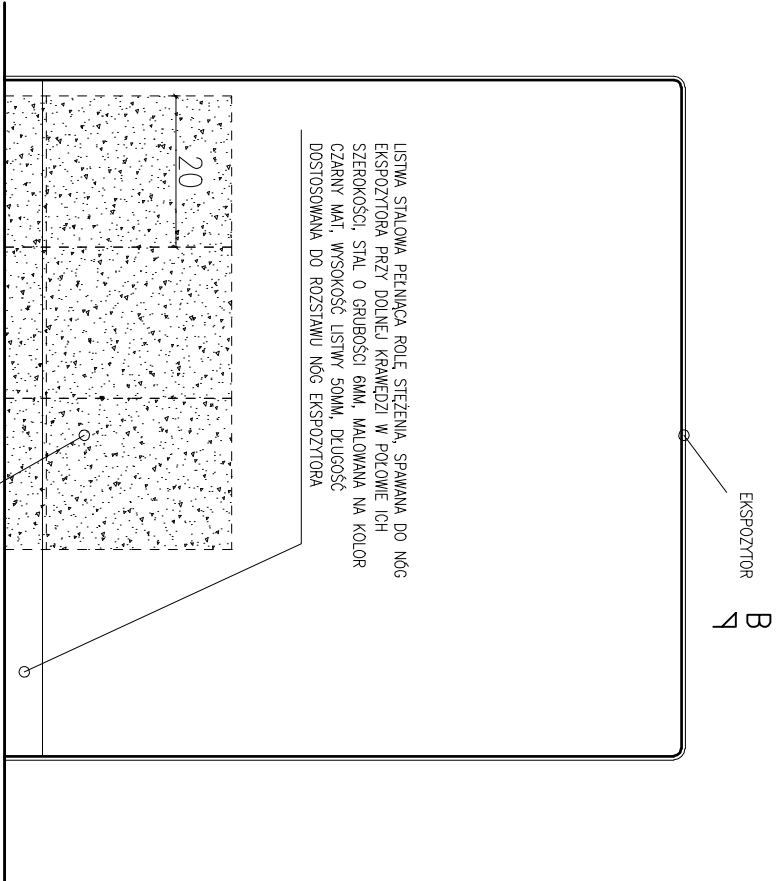 B
EKSPOZYTOR
LISTWA STALOWA PEŁNIĄCA ROLĘ STĘŻENIA, SPAWANA DO NÓG
EKSPOZYTORA PRZY DOLNEJ KRAWĘDZI W POŁOWIE ICH
SZEROKOŚCI, STAL O GRUBOŚCI 6MM, MALOWANA NA KOLOR
CZARNY MAT, WYSOKOŚĆ LISTWY 50MM, DŁUGOŚĆ
DOSTOSOWANA DO ROZSTAWU NÓG EKSPOZYTORA
20